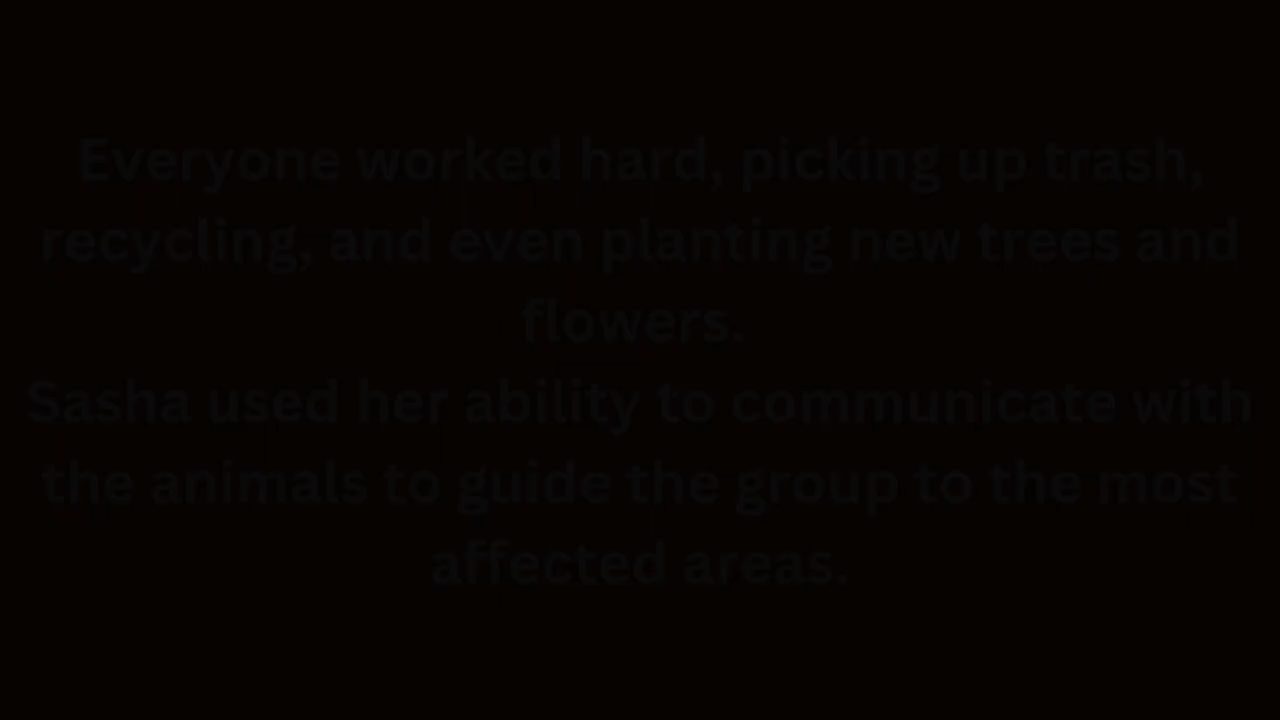 Everyone worked hard, picking up trash,
recycling, and even planting new trees and
flowers.
Sasha used her ability to communicate with
the animals to guide the group to the most
affected areas.